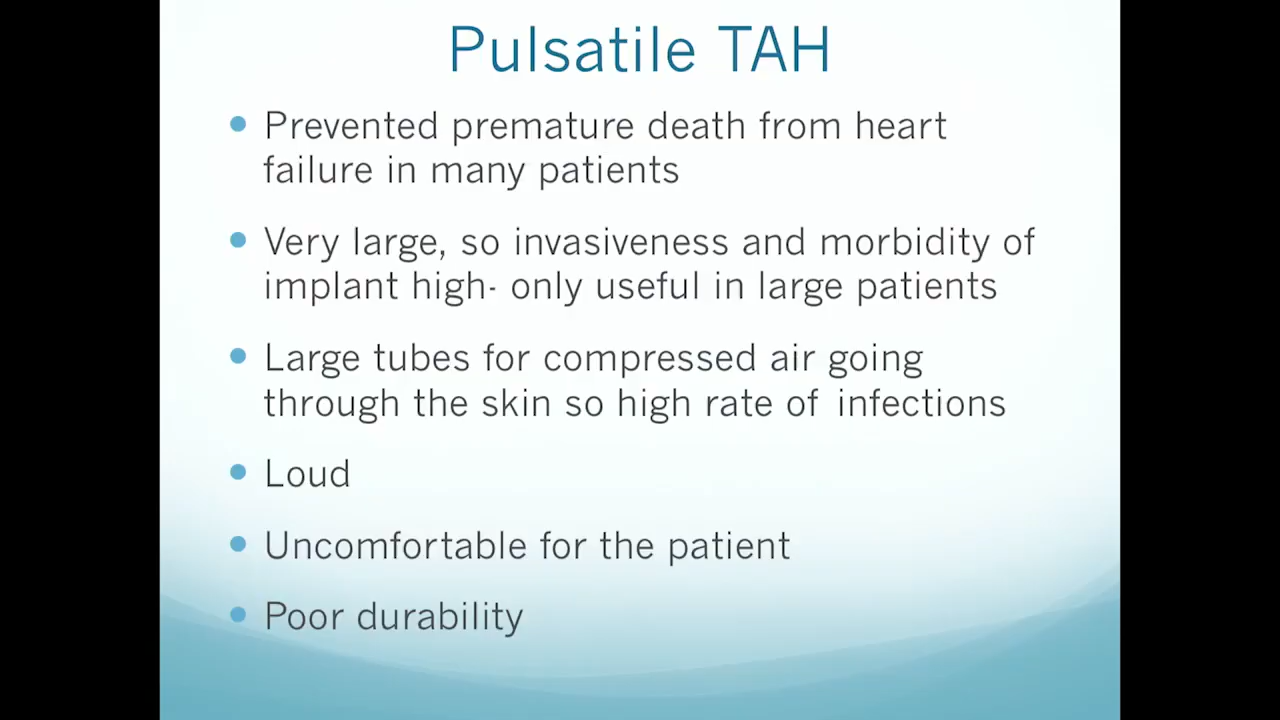 Pulsatile TAH
• Prevented premature death from heart
failure in many patients
• Very large, so invasiveness and morbidity of
implant high- only useful in large patients
• Large tubes for compressed air going
through the skin so high rate of infections
• Loud
• Uncomfortable for the patient
• Poor durability